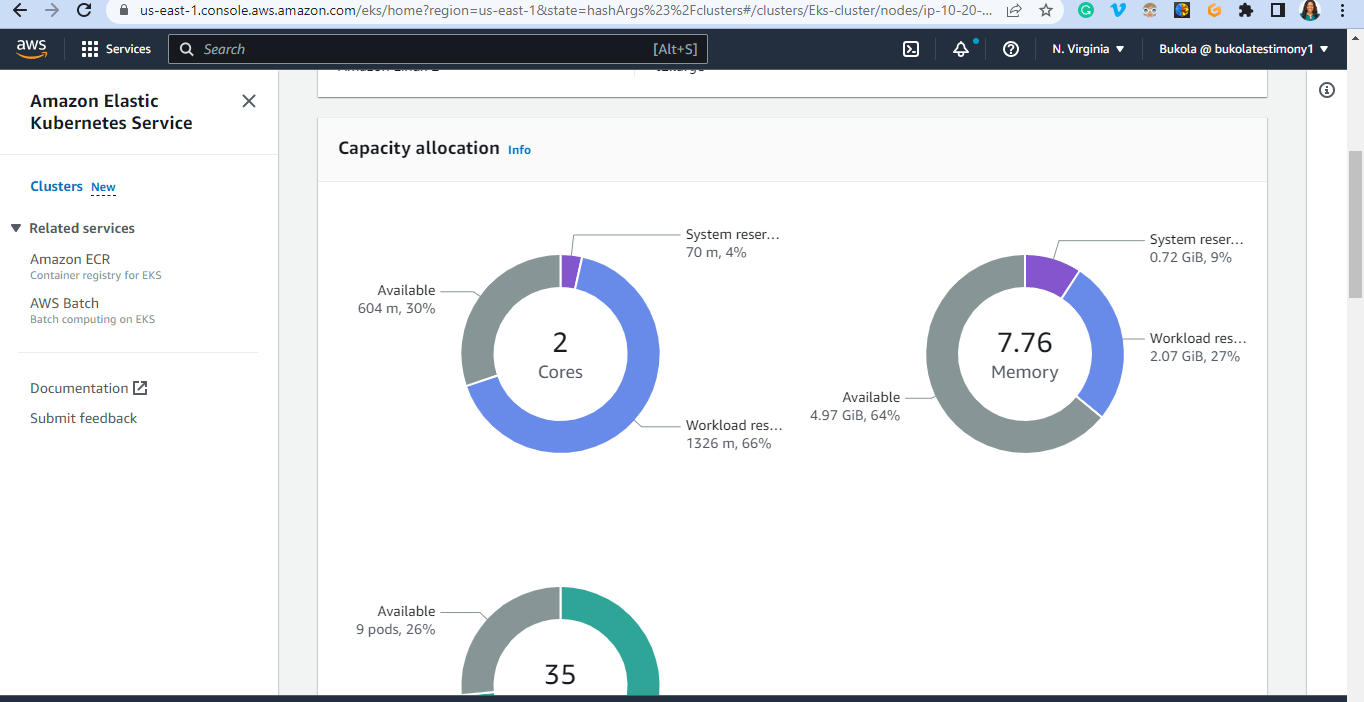 us-east-1.console.aws.amazon.com/eks/home?region=us-east-1&state=hashArgs%23%2Fclusters#/clusters/Eks-cluster/nodes/ip-10-20-...
aws
Services
Search
[Alt+S]
N. Virginia
Bukola @ bukolatestimony1
Amazon Elastic
Kubernetes Service
Clusters New
Related services
Amazon ECR
Container registry for EKS
AWS Batch
Batch computing on EKS
Documentation
Submit feedback
Capacity allocation Info
System reser...
70 m, 4%
Available
604 m, 30%
2
Cores
Workload res...
1326 m, 66%
System reser...
0.72 GiB, 9%
Workload res...
2.07 GiB, 27%
7.76
Memory
Available
4.97 GiB, 64%
Available
9 pods, 26%
35